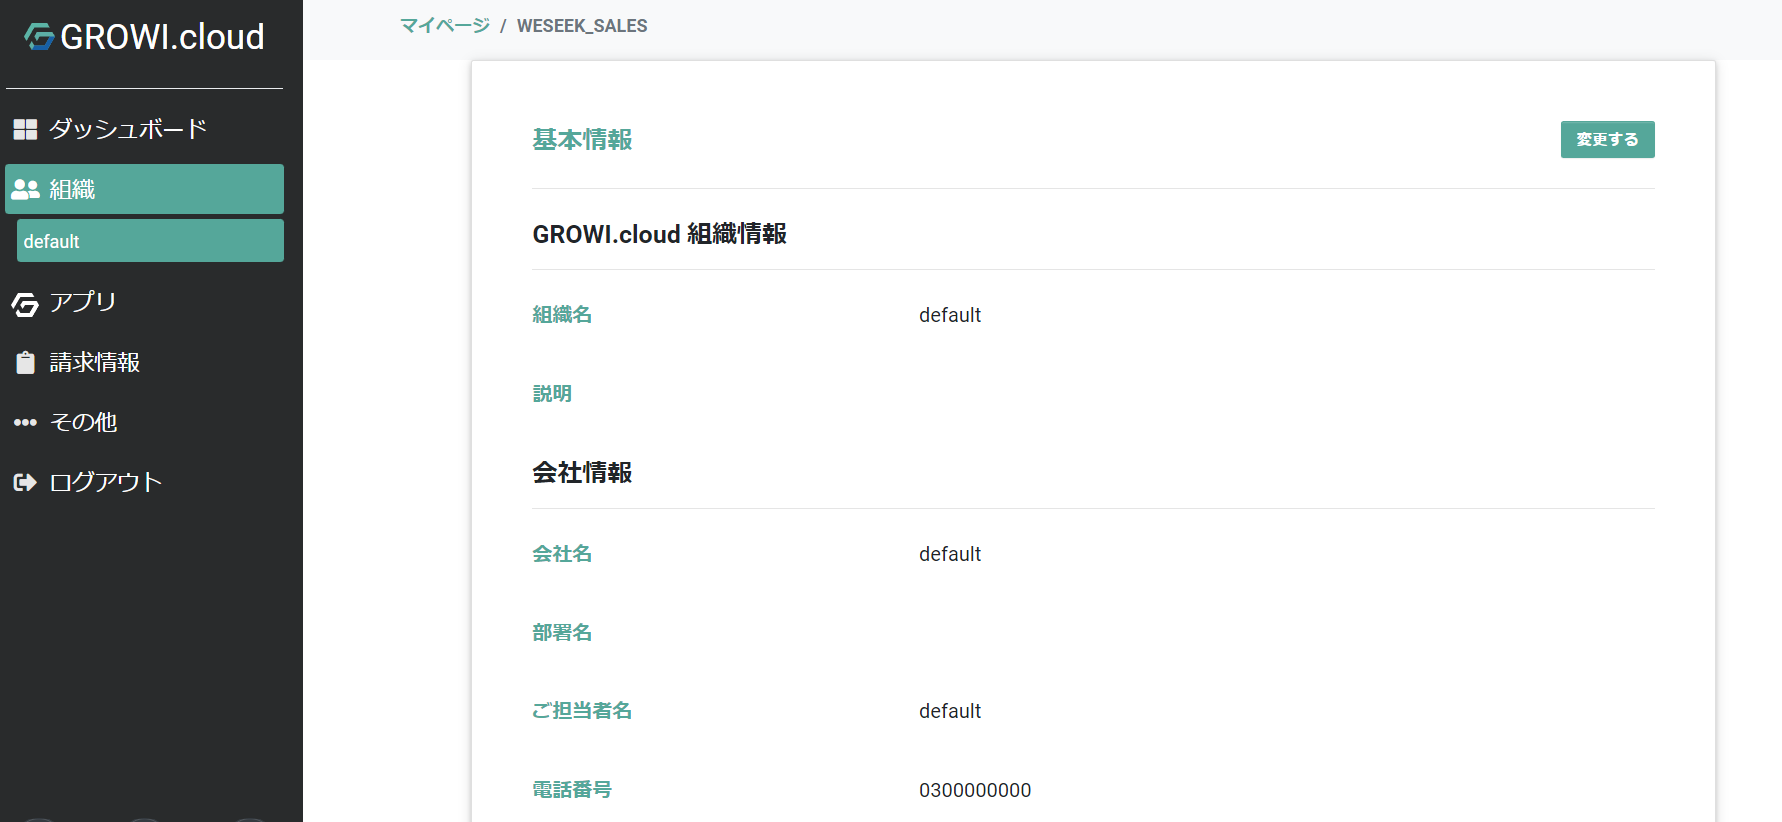 GROWI.cloud
ダッシュボード
組織
default
アプリ
請求情報
その他
ログアウト
マイページ / WESEEK_SALES
基本情報
変更する
GROWI.cloud 組織情報
組織名 default
説明
会社情報
会社名 default
部署名
ご担当者名 default
電話番号 0300000000